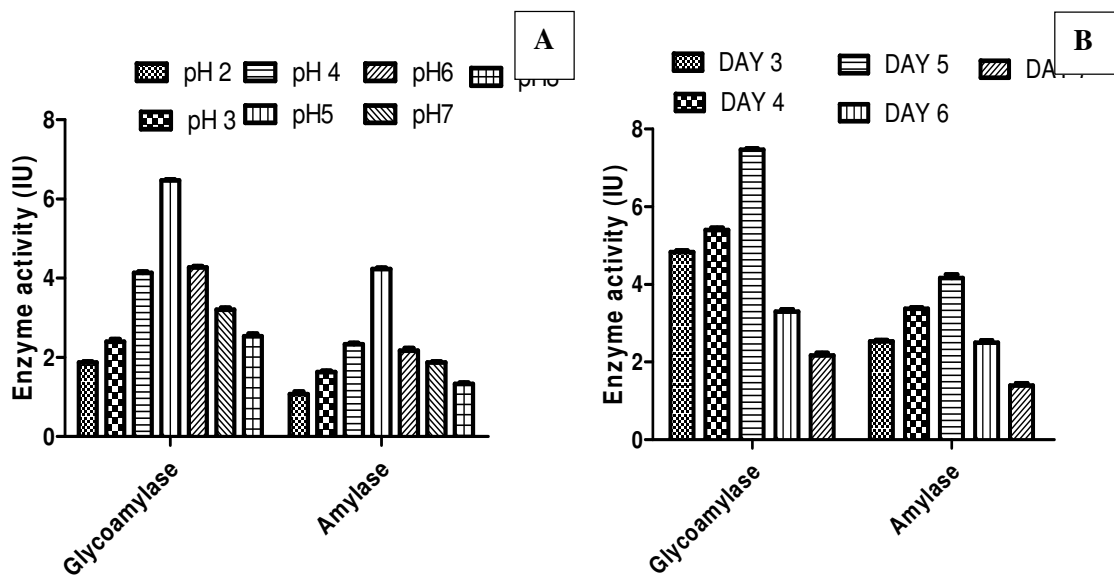 A
pH 2
pH 4
pH6
pH 3
pH5
pH7
Enzyme activity (IU)
8
6
4
2
0
Glycoamylase
Amylase
B
DAY 3
DAY 5
DAY 4
DAY 6
Enzyme activity (IU)
8
6
4
2
0
Glycoamylase
Amylase